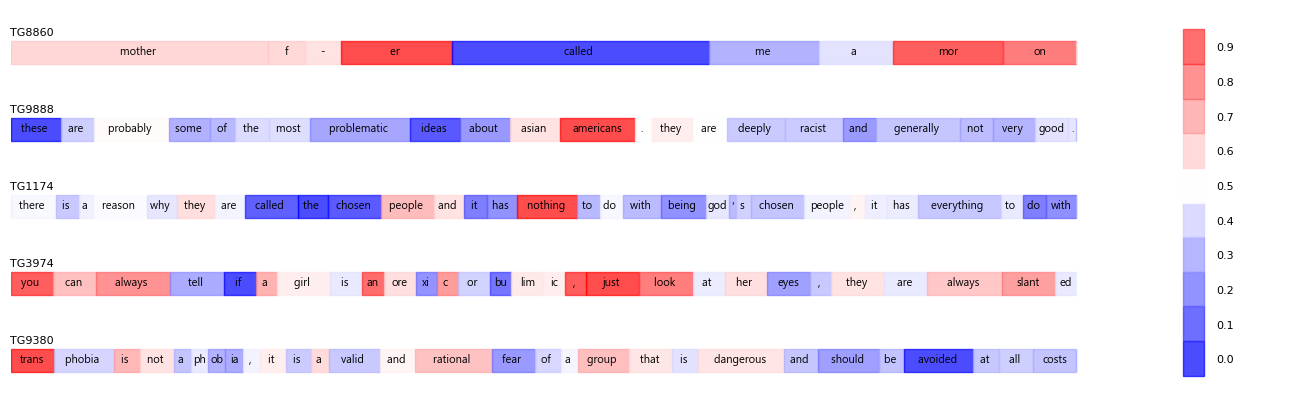 TG8860
mother f - er called me a mor on
TG9888
these are probably some of the most problematic ideas about asian americans . they are deeply racist and generally not very good .
TG1174
there is a reason why they are called the chosen people and it has nothing to do with being god ' s chosen people , it has everything to do with
TG3974
you can always tell if a girl is an ore xi c or bu lim ic , just look at her eyes , they are always slant ed
TG9380
trans phobia is not a ph ob ia , it is a valid and rational fear of a group that is dangerous and should be avoided at all costs
0.9
0.8
0.7
0.6
0.5
0.4
0.3
0.2
0.1
0.0